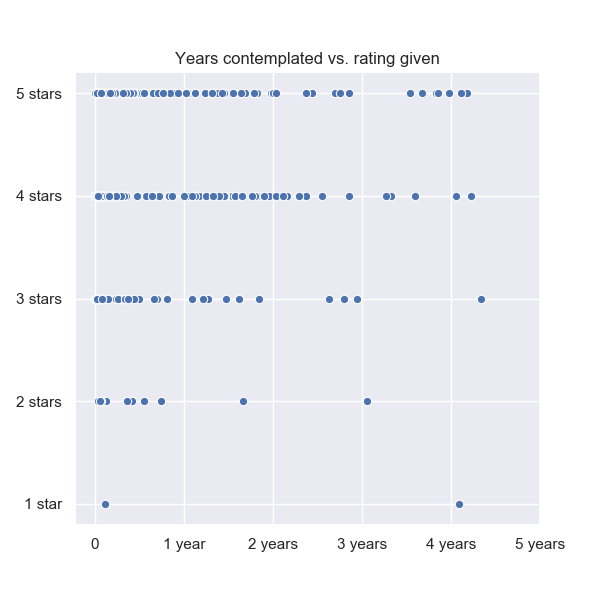 Years contemplated vs. rating given
5 stars
4 stars
3 stars
2 stars
1 star
0 1 year 2 years 3 years 4 years 5 years